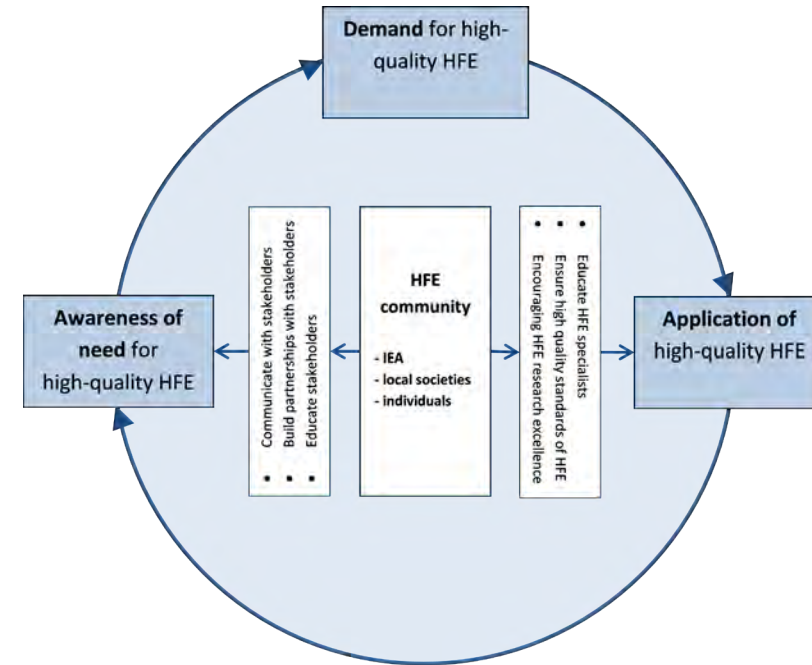 Demand for high-
quality HFE
Awareness of
need for
high-quality HFE
Communicate with stakeholders
Build partnerships with stakeholders
Educate stakeholders
HFE
community
- IEA
- local societies
- individuals
Educate HFE specialists
Ensure high quality standards of HFE
Encouraging HFE research excellence
Application of
high-quality HFE